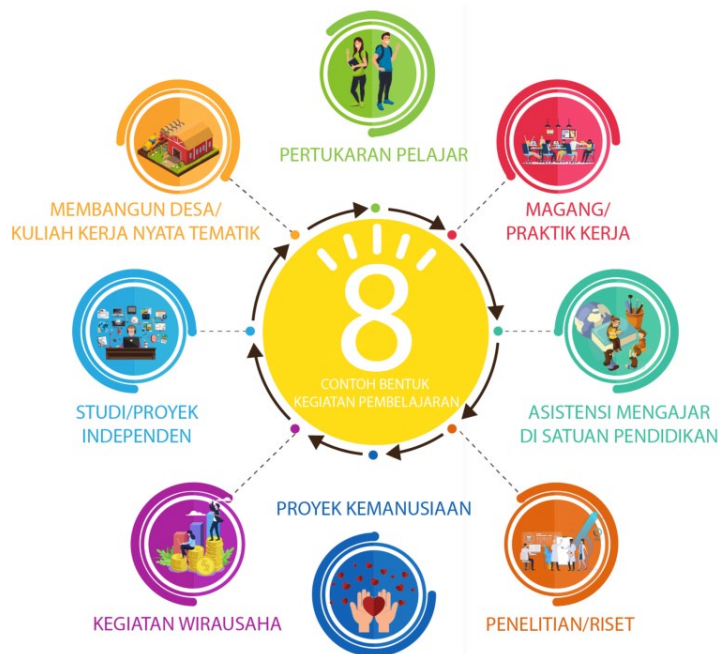 PERTUKARAN PELAJAR
MAGANG/
PRAKTIK KERJA
ASISTENSI MENGAJAR
DI SATUAN PENDIDIKAN
PENELITIAN/RISET
PROYEK KEMANUSIAAN
KEGIATAN WIRAUSAHA
STUDI/PROYEK
INDEPENDEN
MEMBANGUN DESA/
KULIAH KERJA NYATA TEMATIK
8
CONTOH BENTUK
KEGIATAN PEMBELAJARAN